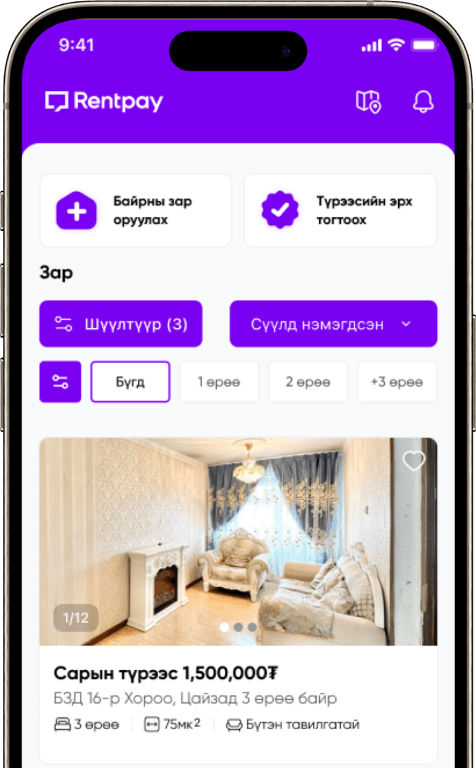 9:41
Rentpay
Байрны зар
оруулах
Түрээсийн эрх
тогтоох
Зар
Шүүлтүүр (3)
Сүүлд нэмэгдсэн
Бүгд
1 өрөө
2 өрөө
+3 өрөө
1/12
Сарын түрээс 1,500,000₮
БЗД 16-р Хороо, Цайзад 3 өрөө байр
3 өрөө
75мк2
Бүтэн тавилгатай